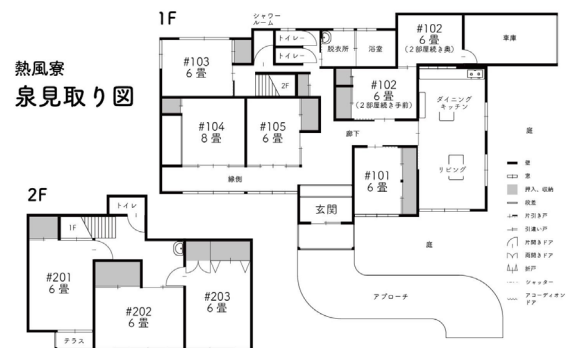 熱風寮
泉見取り図
1F
シャワー
ルーム
トイレ
トイレ
脱衣所
浴室
#102
6 畳
(2部屋続き奥)
車庫
#103
6 畳
2F
#102
6 畳
(2部屋続き手前)
ダイニング
キッチン
庭
#104
8 畳
#105
6 畳
廊下
リビング
#101
6 畳
縁側
玄関
庭
アプローチ
2F
トイレ
1F
#201
6 畳
#202
6 畳
#203
6 畳
テラス
壁
窓
押入、収納
段差
片引き戸
引違い戸
片開きドア
両開きドア
折戸
シャッター
アコーディオン
ドア